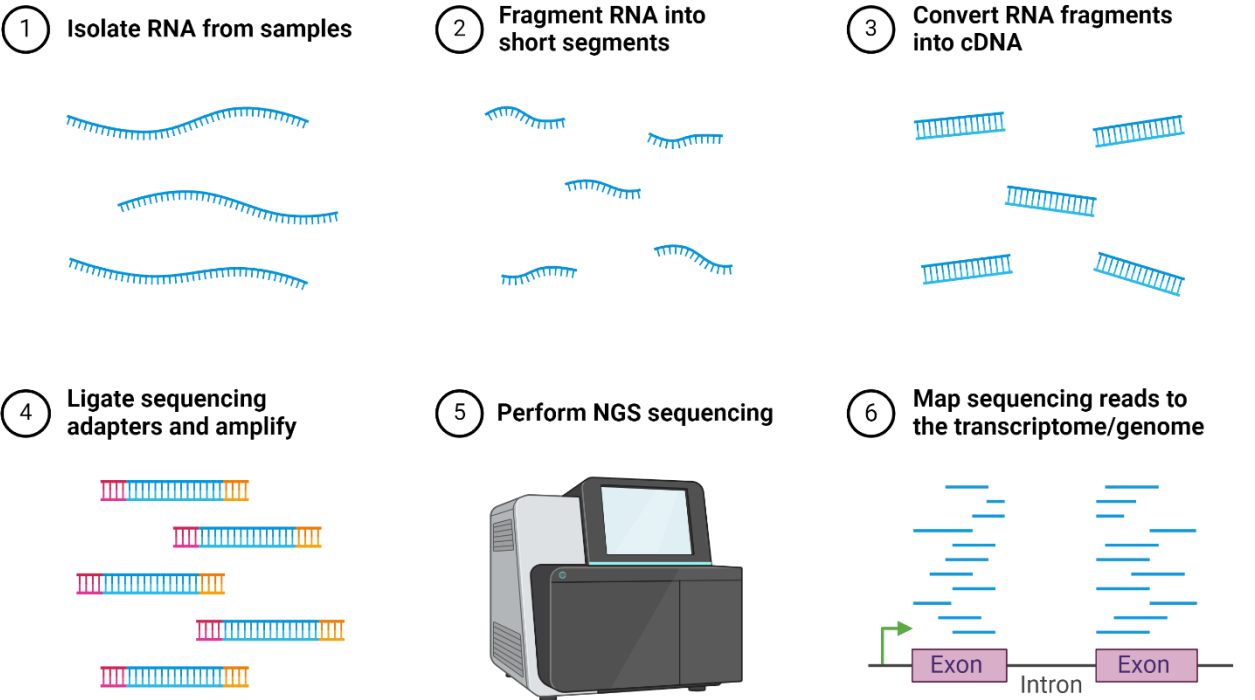 1
Isolate RNA from samples
2
Fragment RNA into
short segments
3
Convert RNA fragments
into cDNA
4
Ligate sequencing
adapters and amplify
5
Perform NGS sequencing
6
Map sequencing reads to
the transcriptome/genome
Exon
Exon
Intron